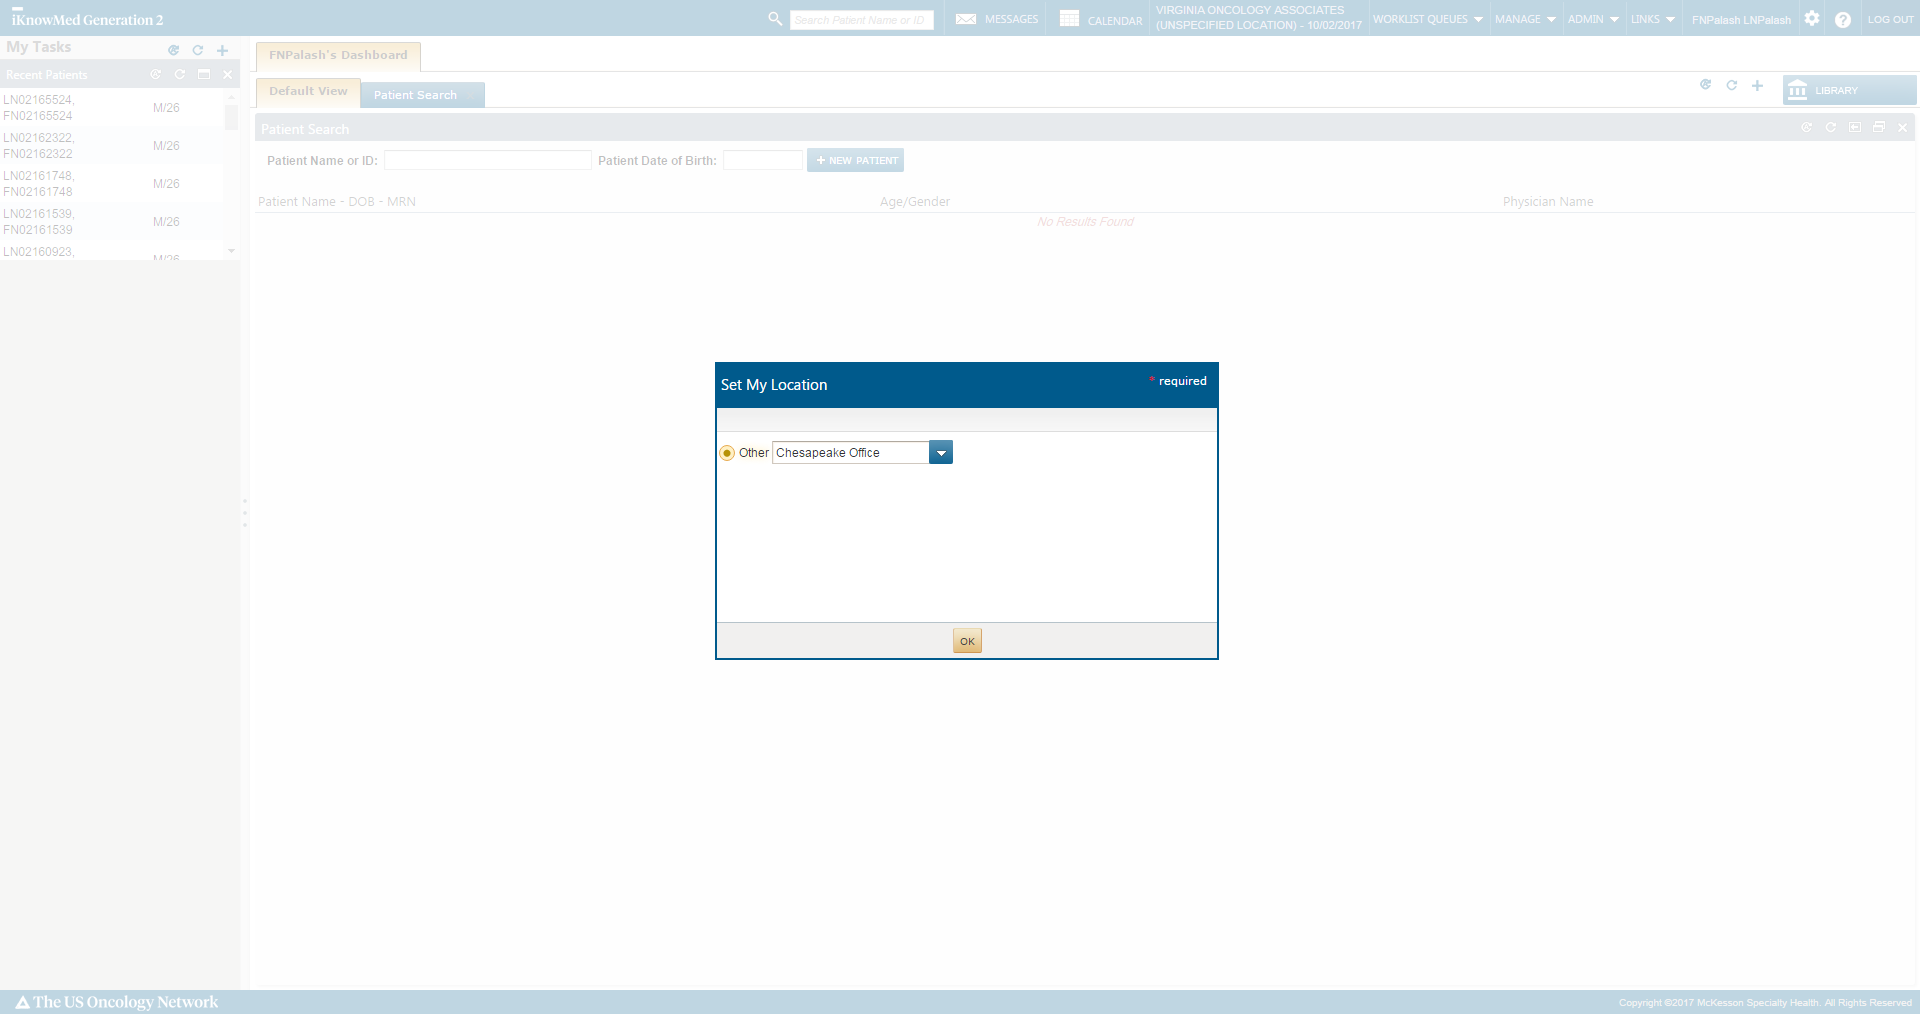 iKnowMed Generation 2
Search Patient Name or ID
MESSAGES
CALENDAR
VIRGINIA ONCOLOGY ASSOCIATES
(UNSPECIFIED LOCATION) - 10/02/2017
WORKLIST QUEUES
MANAGE
ADMIN
LINKS
FNPalash LNPalash
LOG OUT
My Tasks
Recent Patients
LN02165524,
FN02165524
M/26
LN02162322,
FN02162322
M/26
LN02161748,
FN02161748
M/26
LN02161539,
FN02161539
M/26
LN02160923,
M/26
FNPalash's Dashboard
Default View
Patient Search
LIBRARY
Patient Search
Patient Name or ID:
Patient Date of Birth:
+ NEW PATIENT
Patient Name - DOB - MRN
Age/Gender
Physician Name
No Results Found
Set My Location
* required
Other
Chesapeake Office
OK
The US Oncology Network
Copyright ©2017 McKesson Specialty Health. All Rights Reserved